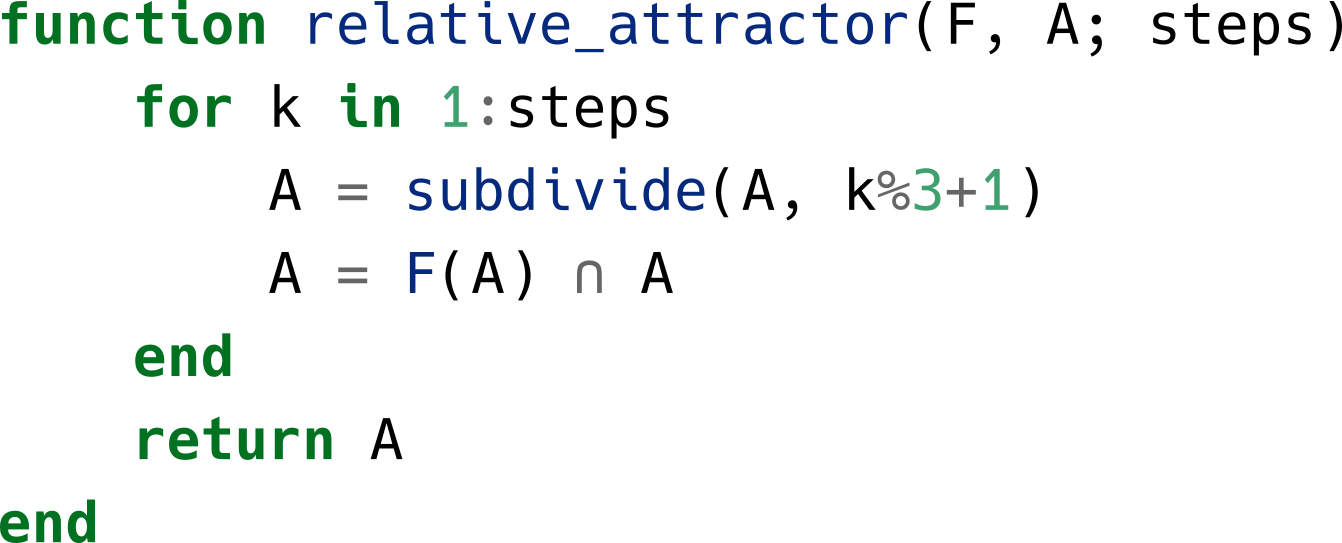 function relative_attractor(F, A; steps)
    for k in 1:steps
        A = subdivide(A, k%3+1)
        A = F(A) ∩ A
    end
    return A
end